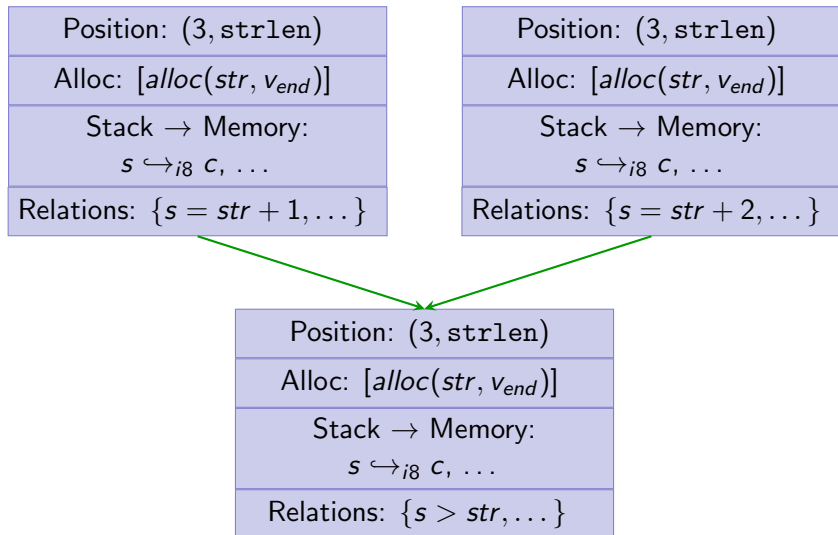 Position: (3, strlen)
Alloc: [alloc(str, v_end)]
Stack → Memory:
s ↪_i8 c, ...
Relations: {s = str + 1, ...}
Position: (3, strlen)
Alloc: [alloc(str, v_end)]
Stack → Memory:
s ↪_i8 c, ...
Relations: {s = str + 2, ...}
Position: (3, strlen)
Alloc: [alloc(str, v_end)]
Stack → Memory:
s ↪_i8 c, ...
Relations: {s > str, ...}